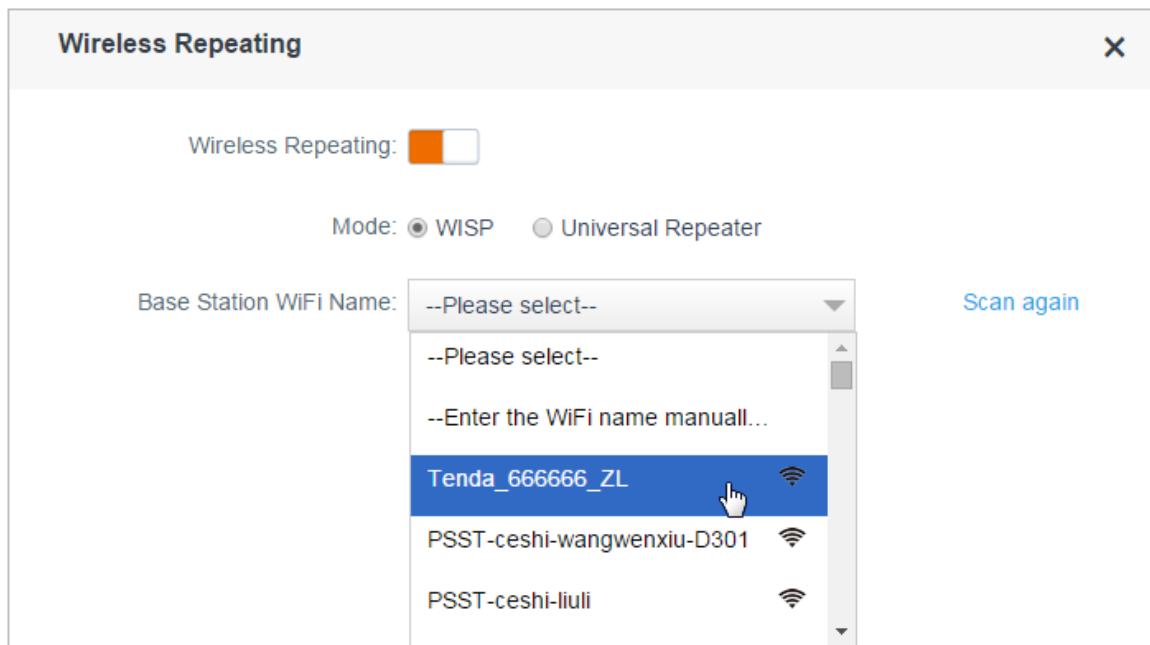 Wireless Repeating
Wireless Repeating:
Mode: WISP Universal Repeater
Base Station WiFi Name: --Please select-- Scan again
--Please select--
--Enter the WiFi name manuall...
Tenda_666666_ZL
PSST-ceshi-wangwenxiu-D301
PSST-ceshi-liuli